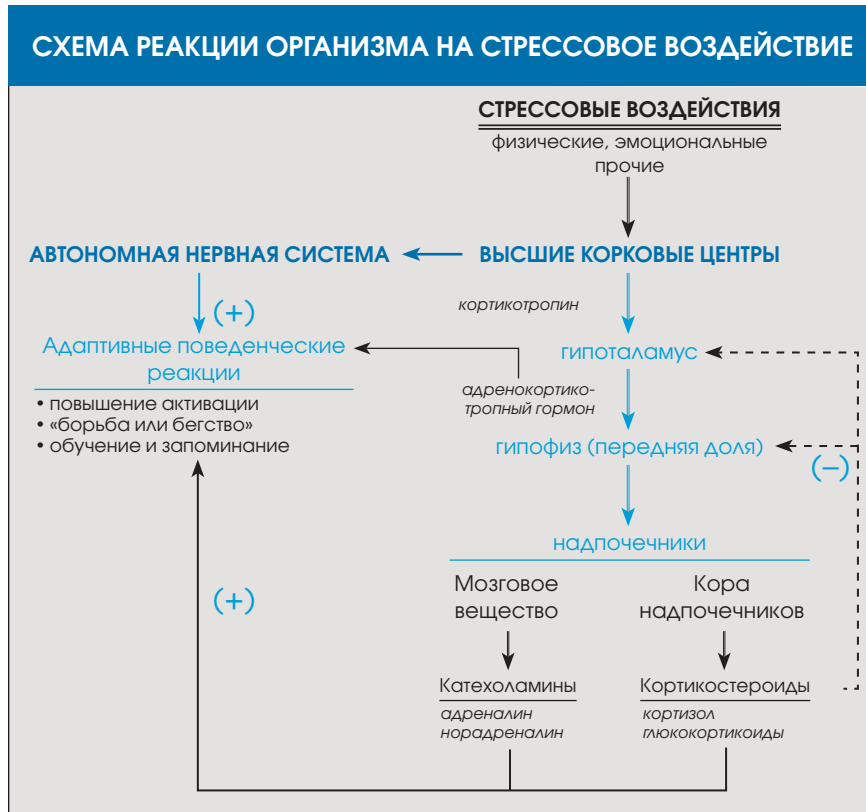 СХЕМА РЕАКЦИИ ОРГАНИЗМА НА СТРЕССОВОЕ ВОЗДЕЙСТВИЕ
СТРЕССОВЫЕ ВОЗДЕЙСТВИЯ
физические, эмоциональные
прочие
АВТОНОМНАЯ НЕРВНАЯ СИСТЕМА
ВЫСШИЕ КОРКОВЫЕ ЦЕНТРЫ
(+)
кортикотропин
Адаптивные поведенческие
реакции
гипоталамус
• повышение активации
• «борьба или бегство»
• обучение и запоминание
адренокортико-
тропный гормон
гипофиз (передняя доля)
(–)
надпочечники
(+)
Мозговое
вещество
Кора
надпочечников
Катехоламины
адреналин
норадреналин
Кортикостероиды
кортизол
глюкокортикоиды